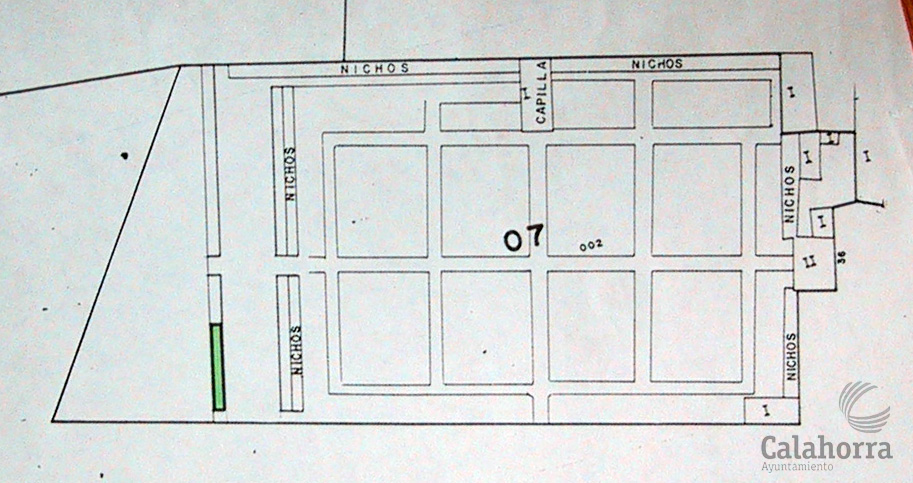 NICHOS
NICHOS
CAPILLA
I
I
NICHOS
NICHOS
I
I
I
I
07
002
II
36
NICHOS
NICHOS
I
Calahorra
Ayuntamiento